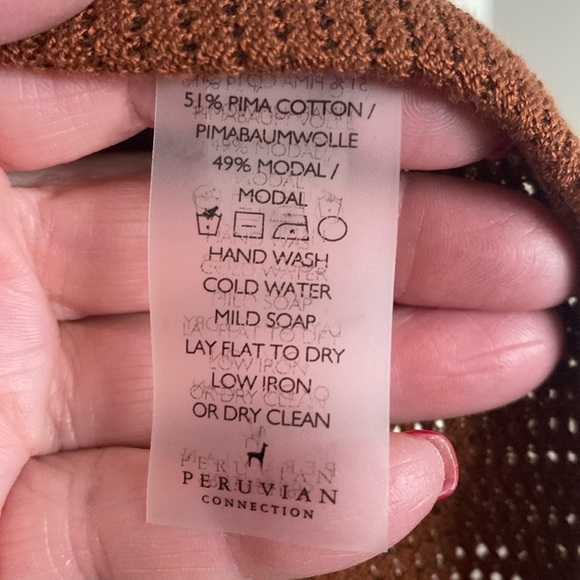 51% PIMA COTTON /
PIMABAUMWOLLE
49% MODAL /
MODAL
HAND WASH
COLD WATER
MILD SOAP
LAY FLAT TO DRY
LOW IRON
OR DRY CLEAN
PERUVIAN
CONNECTION